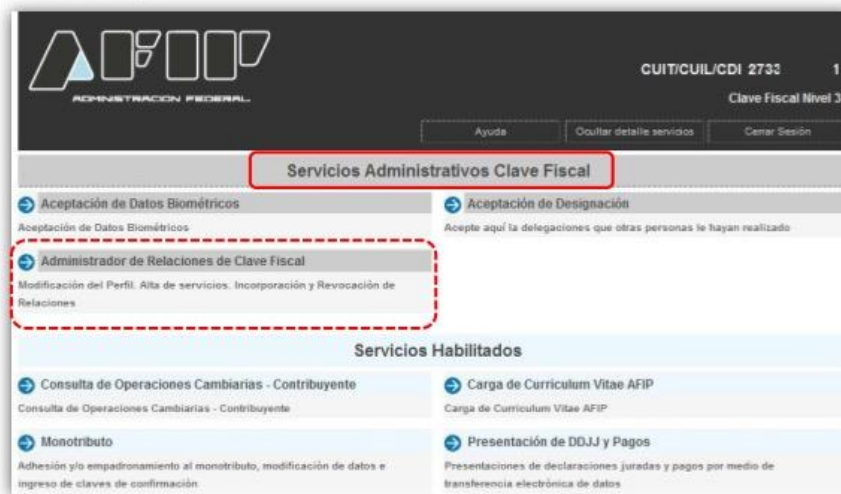 AFIP
ADMINISTRACION FEDERAL
CUIT/CUIL/CDI 2733 1
Clave Fiscal Nivel 3
Ayuda
Ocultar detalle servicios
Cerrar Sesión
Servicios Administrativos Clave Fiscal
Aceptación de Datos Biométricos
Aceptación de Datos Biométricos
Aceptación de Designación
Acepte aquí la delegaciones que otras personas le hayan realizado
Administrador de Relaciones de Clave Fiscal
Modificación del Perfil. Alta de servicios. Incorporación y Revocación de
Relaciones
Servicios Habilitados
Consulta de Operaciones Cambiarias - Contribuyente
Consulta de Operaciones Cambiarias - Contribuyente
Carga de Curriculum Vitae AFIP
Carga de Curriculum Vitae AFIP
Monotributo
Adhesión y/o empadronamiento al monotributo, modificación de datos e
ingreso de claves de confirmación
Presentación de DDJJ y Pagos
Presentaciones de declaraciones juradas y pagos por medio de
transferencia electrónica de datos